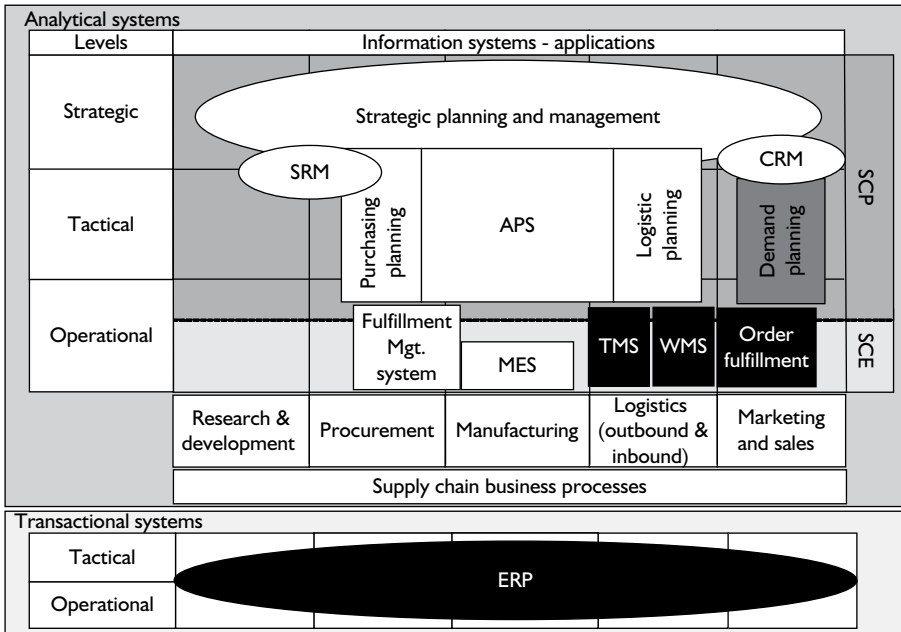 Analytical systems
Levels
Information systems - applications
Strategic
Strategic planning and management
SRM
CRM
SCP
Tactical
Purchasing
planning
APS
Logistic
planning
Demand
planning
Operational
Fulfillment
Mgt.
system
MES
TMS
WMS
Order
fulfillment
SCE
Research &
development
Procurement
Manufacturing
Logistics
(outbound &
inbound)
Marketing
and sales
Supply chain business processes
Transactional systems
Tactical
ERP
Operational